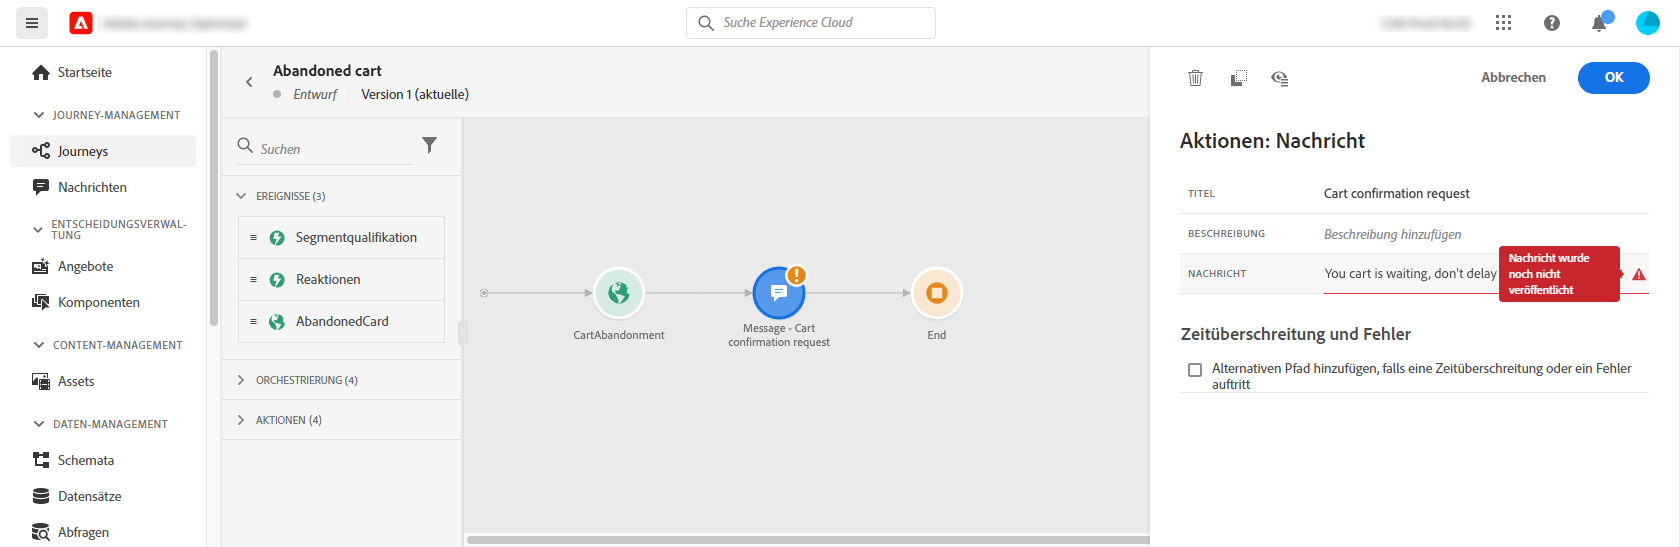 Suche Experience Cloud
Startseite
JOURNEY-MANAGEMENT
Journeys
Nachrichten
ENTSCHEIDUNGSVERWAL-
TUNG
Angebote
Komponenten
CONTENT-MANAGEMENT
Assets
DATEN-MANAGEMENT
Schemata
Datensätze
Abfragen
Abandoned cart
Entwurf
Version 1 (aktuelle)
Suchen
EREIGNISSE (3)
Segmentqualifikation
Reaktionen
AbandonedCard
ORCHESTRIERUNG (4)
AKTIONEN (4)
CartAbandonment
Message - Cart
confirmation request
End
Abbrechen
OK
Aktionen: Nachricht
TITEL
Cart confirmation request
BESCHREIBUNG
Beschreibung hinzufügen
NACHRICHT
You cart is waiting, don't delay
Nachricht wurde
noch nicht
veröffentlicht
Zeitüberschreitung und Fehler
Alternativen Pfad hinzufügen, falls eine Zeitüberschreitung oder ein Fehler
auftritt